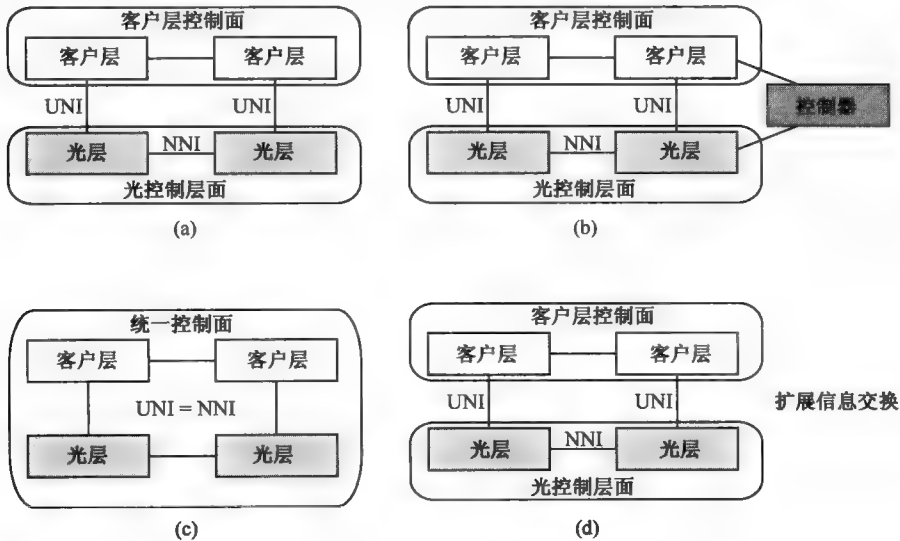 客户层控制面
客户层 客户层
UNI UNI
光层 NNI 光层
光控制层面
(a)
客户层控制面
客户层 客户层
控制器
UNI UNI
光层 NNI 光层
光控制层面
(b)
统一控制面
客户层 客户层
UNI = NNI
光层 光层
(c)
客户层控制面
客户层 客户层
UNI UNI
扩展信息交换
光层 NNI 光层
光控制层面
(d)